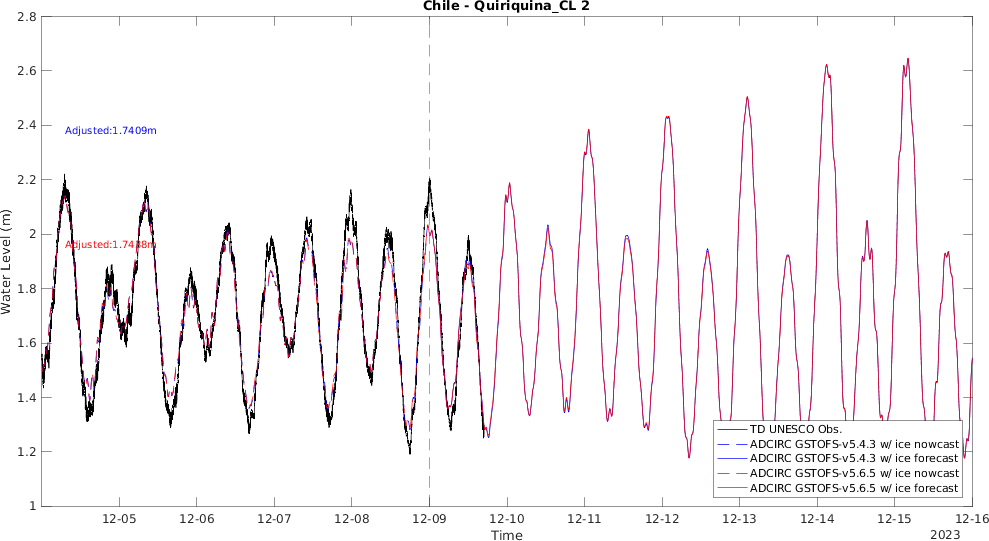 Chile - Quiriquina_CL 2
2.8
2.6
2.4
2.2
2
1.8
1.6
1.4
1.2
1
Water Level (m)
Adjusted:1.7409m
Adjusted:1.7438m
TD UNESCO Obs.
ADCIRC GSTOFS-v5.4.3 w/ ice nowcast
ADCIRC GSTOFS-v5.4.3 w/ ice forecast
ADCIRC GSTOFS-v5.6.5 w/ ice nowcast
ADCIRC GSTOFS-v5.6.5 w/ ice forecast
12-05 12-06 12-07 12-08 12-09 12-10 12-11 12-12 12-13 12-14 12-15 12-16
Time
2023